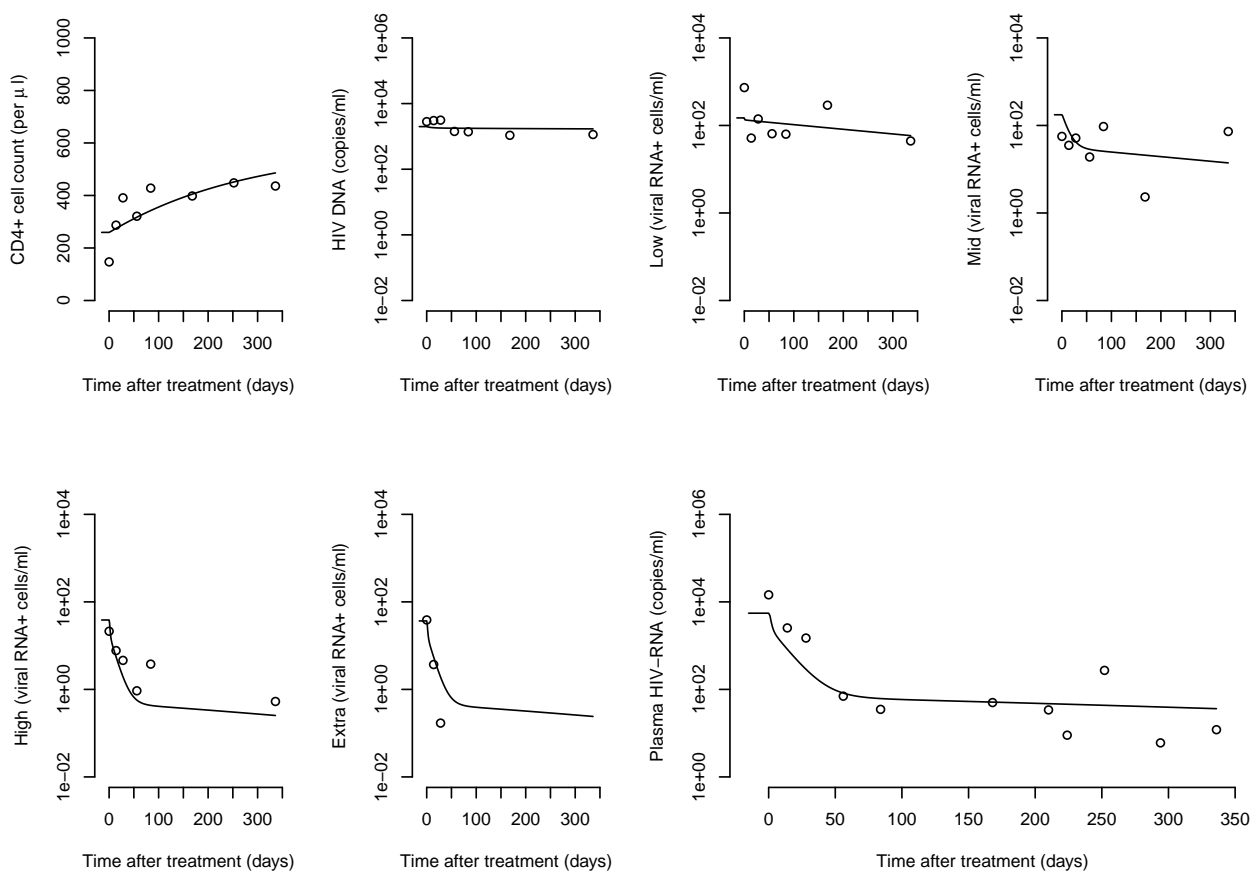 CD4+ cell count (per μ l)
0 200 400 600 800 1000
0 100 200 300
Time after treatment (days)
HIV DNA (copies/ml)
1e−02 1e+00 1e+02 1e+04 1e+06
0 100 200 300
Time after treatment (days)
Low (viral RNA+ cells/ml)
1e−02 1e+00 1e+02 1e+04
0 100 200 300
Time after treatment (days)
Mid (viral RNA+ cells/ml)
1e−02 1e+00 1e+02 1e+04
0 100 200 300
Time after treatment (days)
High (viral RNA+ cells/ml)
1e−02 1e+00 1e+02 1e+04
0 100 200 300
Time after treatment (days)
Extra (viral RNA+ cells/ml)
1e−02 1e+00 1e+02 1e+04
0 100 200 300
Time after treatment (days)
Plasma HIV−RNA (copies/ml)
1e+00 1e+02 1e+04 1e+06
0 50 100 150 200 250 300 350
Time after treatment (days)